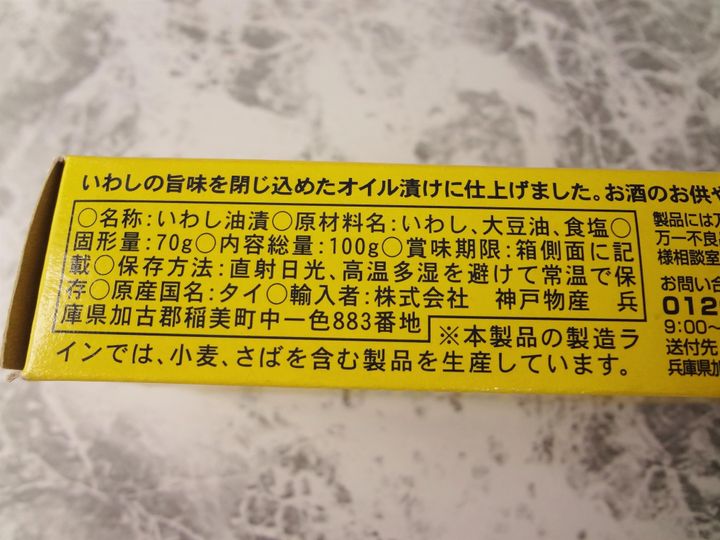 いわしの旨味を閉じ込めたオイル漬けに仕上げました。お酒のお供や
○名称:いわし油漬○原材料名:いわし、大豆油、食塩○
固形量:70g○内容総量:100g○賞味期限:箱側面に記
載○保存方法:直射日光、高温多湿を避けて常温で保
存○原産国名:タイ○輸入者:株式会社 神戸物産 兵
庫県加古郡稲美町中一色883番地
※本製品の製造ラ
インでは、小麦、さばを含む製品を生産しています。
製品には
万一不良
様相談室
お問い合
012
9:00~
送付先
兵庫県加